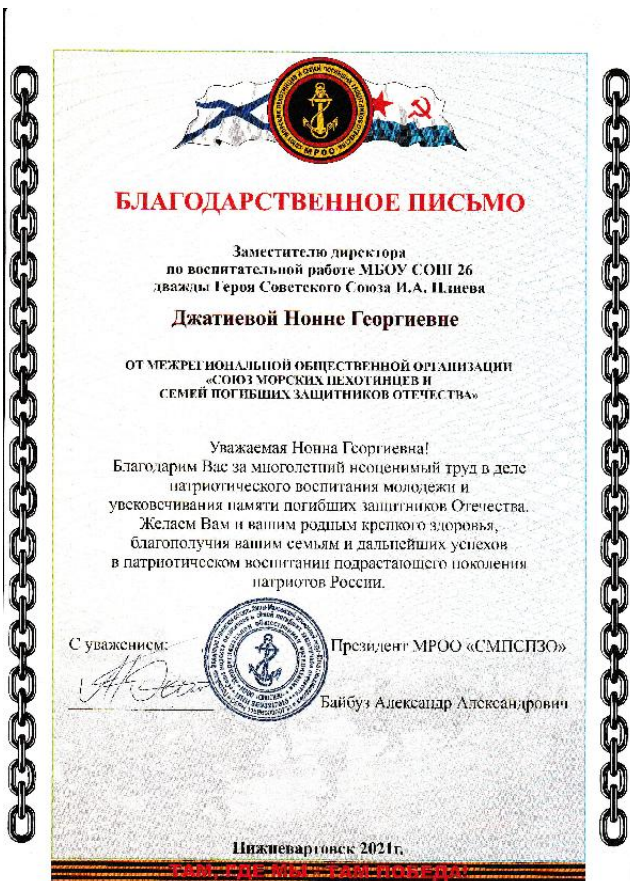 МРОО
БЛАГОДАРСТВЕННОЕ ПИСЬМО
Заместителю директора
по воспитательной работе МБОУ СОШ 26
дважды Героя Советского Союза И.А. Плиева
Джатиевой Нонне Георгиевне
ОТ МЕЖРЕГИОНАЛЬНОЙ ОБЩЕСТВЕННОЙ ОРГАНИЗАЦИИ
«СОЮЗ МОРСКИХ ПЕХОТИНЦЕВ И
СЕМЕЙ ПОГИБШИХ ЗАЩИТНИКОВ ОТЕЧЕСТВА»
Уважаемая Нонна Георгиевна!
Благодарим Вас за многолетний неоценимый труд в деле
патриотического воспитания молодежи и
увековечивания памяти погибших защитников Отечества.
Желаем Вам и вашим родным крепкого здоровья,
благополучия вашим семьям и дальнейших успехов
в патриотическом воспитании подрастающего поколения
патриотов России.
С уважением:
Президент МРОО «СМПСПЗО»
Байбуз Александр Александрович
Нижневартовск 2021г.
ТАМ, ГДЕ МЫ - ТАМ ПОБЕДА!